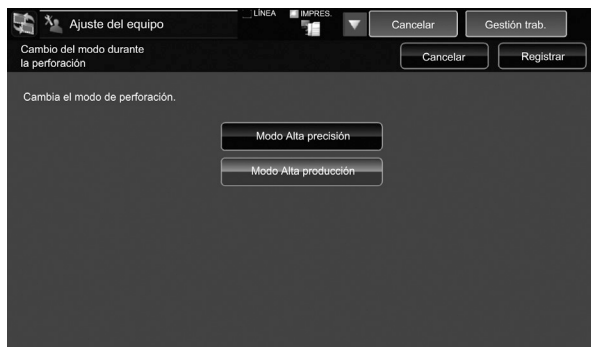 Ajuste del equipo
LÍNEA
IMPRES.
Cancelar
Gestión trab.
Cambio del modo durante
la perforación
Cancelar
Registrar
Cambia el modo de perforación.
Modo Alta precisión
Modo Alta producción